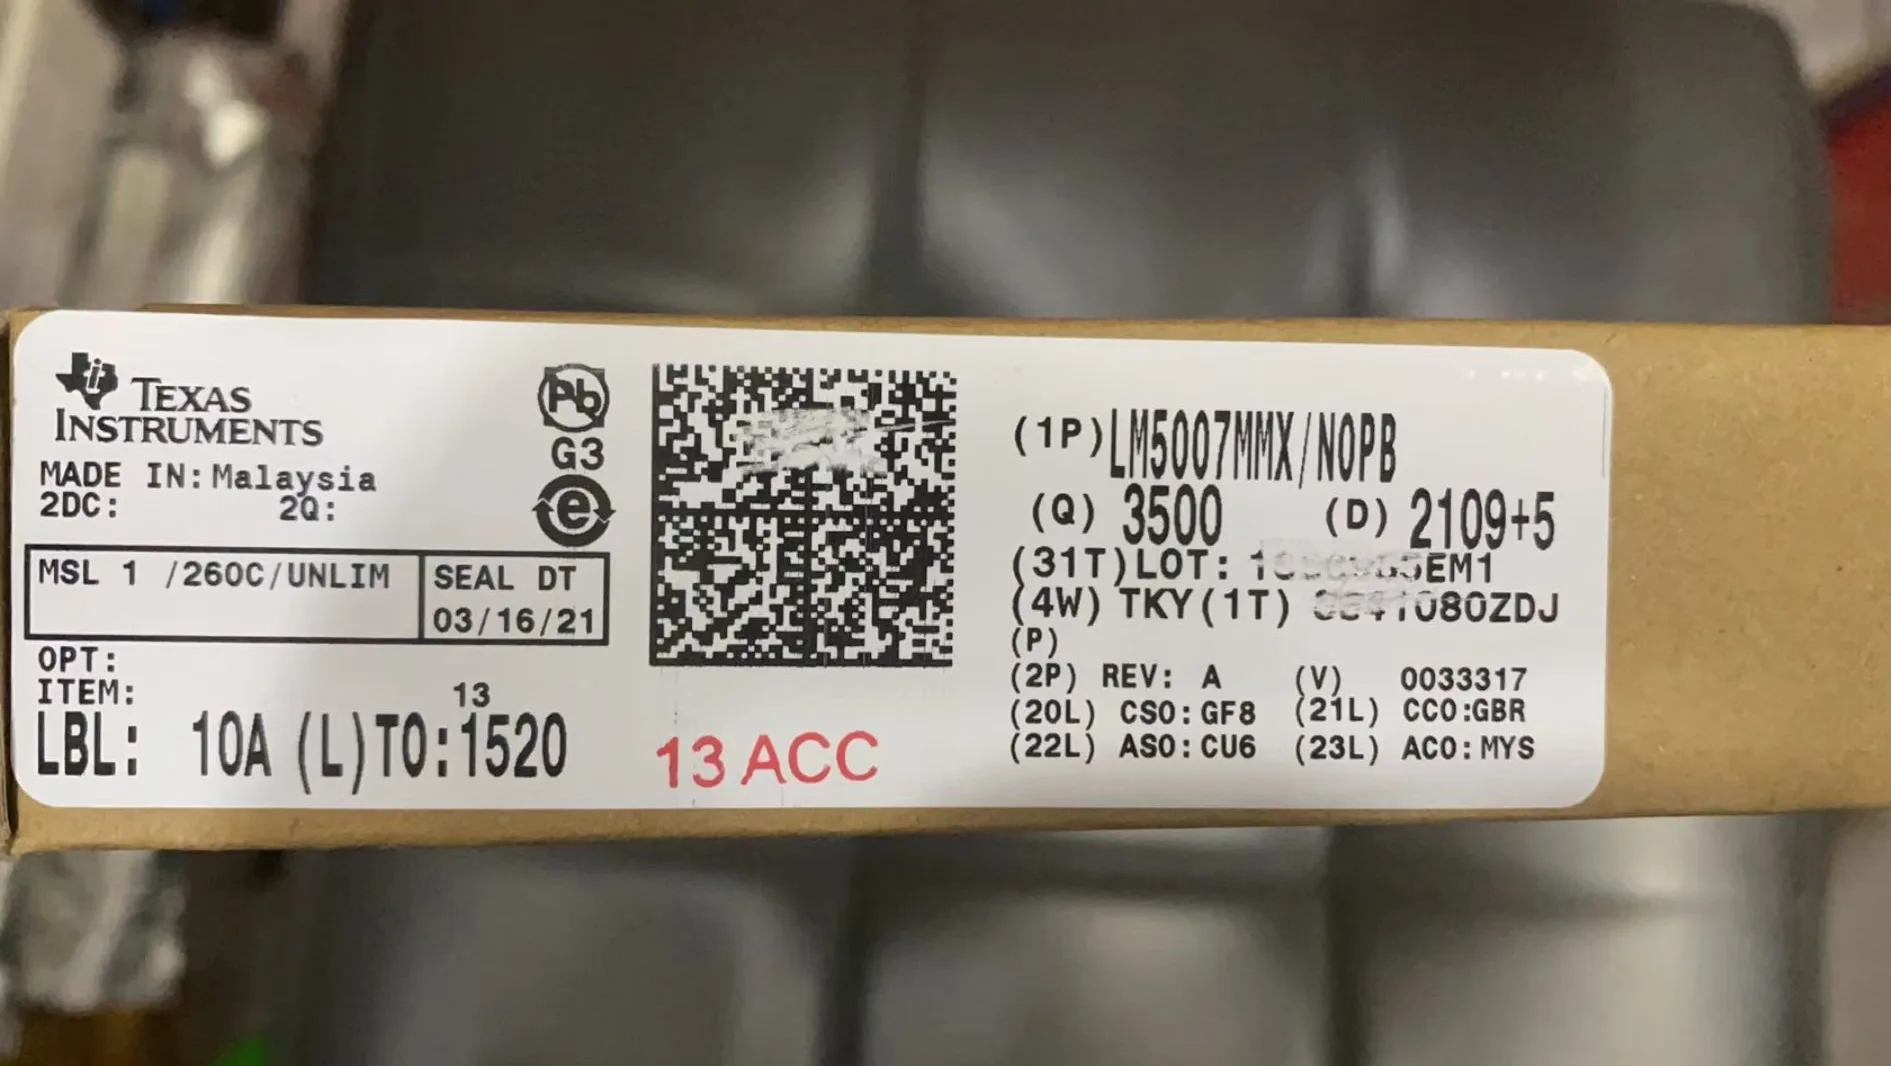 TEXAS
INSTRUMENTS
MADE IN: Malaysia
2DC: 2Q:
MSL 1 /260C/UNLIM
SEAL DT
03/16/21
OPT:
ITEM: 13
LBL: 10A (L)TO:1520
Pb
G3
e
13 ACC
(1P)LM5007MMX/NOPB
(Q) 3500 (D) 2109+5
(31T)LOT:
(4W) TKY(1T)
(P)
(2P) REV: A (V) 0033317
(20L) CSO:GF8 (21L) CCO:GBR
(22L) ASO:CU6 (23L) ACO:MYS